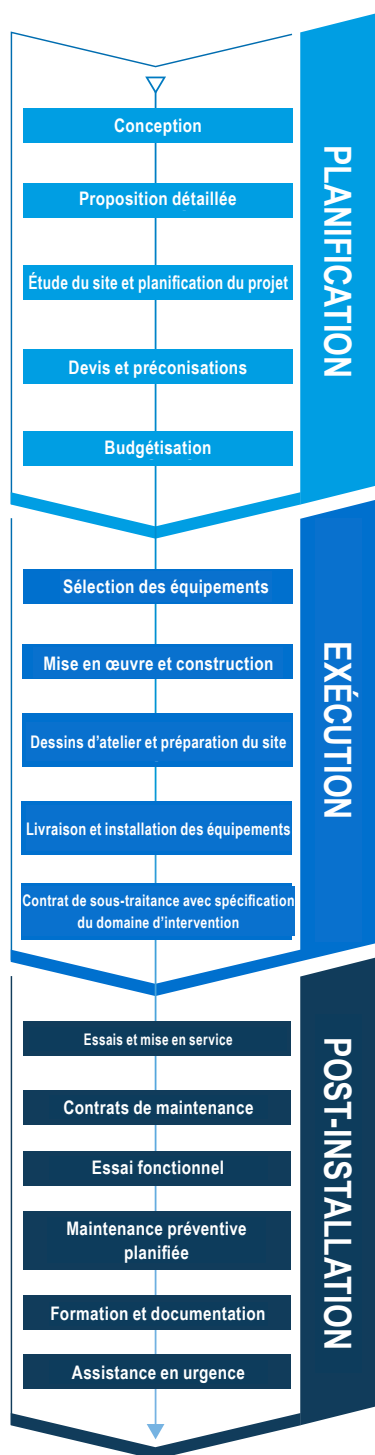 PLANIFICATION
Conception
Proposition détaillée
Étude du site et planification du projet
Devis et préconisations
Budgétisation
EXÉCUTION
Sélection des équipements
Mise en œuvre et construction
Dessins d'atelier et préparation du site
Livraison et installation des équipements
Contrat de sous-traitance avec spécification
du domaine d'intervention
POST-INSTALLATION
Essais et mise en service
Contrats de maintenance
Essai fonctionnel
Maintenance préventive
planifiée
Formation et documentation
Assistance en urgence